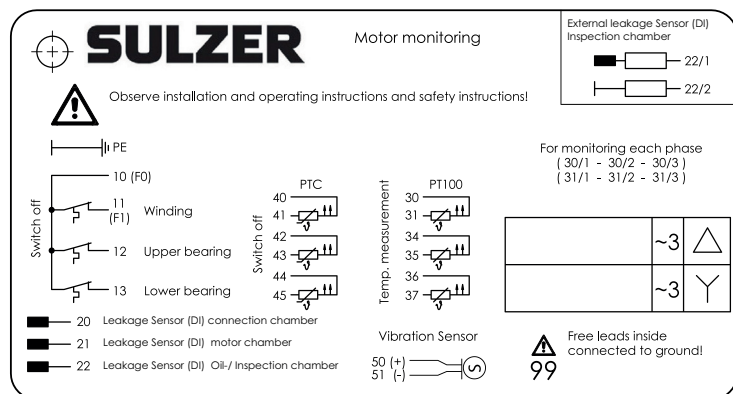 SULZER
Motor monitoring
External leakage Sensor (DI)
Inspection chamber
22/1
22/2
Observe installation and operating instructions and safety instructions!
PE
10 (F0)
11
(F1)
Winding
12
Upper bearing
13
Lower bearing
Switch off
PTC
40
41
42
43
44
45
Switch off
PT100
30
31
34
35
36
37
Temp. measurement
For monitoring each phase
( 30/1 - 30/2 - 30/3 )
( 31/1 - 31/2 - 31/3 )
~3
~3
20 Leakage Sensor (DI) connection chamber
21 Leakage Sensor (DI) motor chamber
22 Leakage Sensor (DI) Oil-/ Inspection chamber
Vibration Sensor
50 (+)
51 (-)
S
Free leads inside
connected to ground!
99